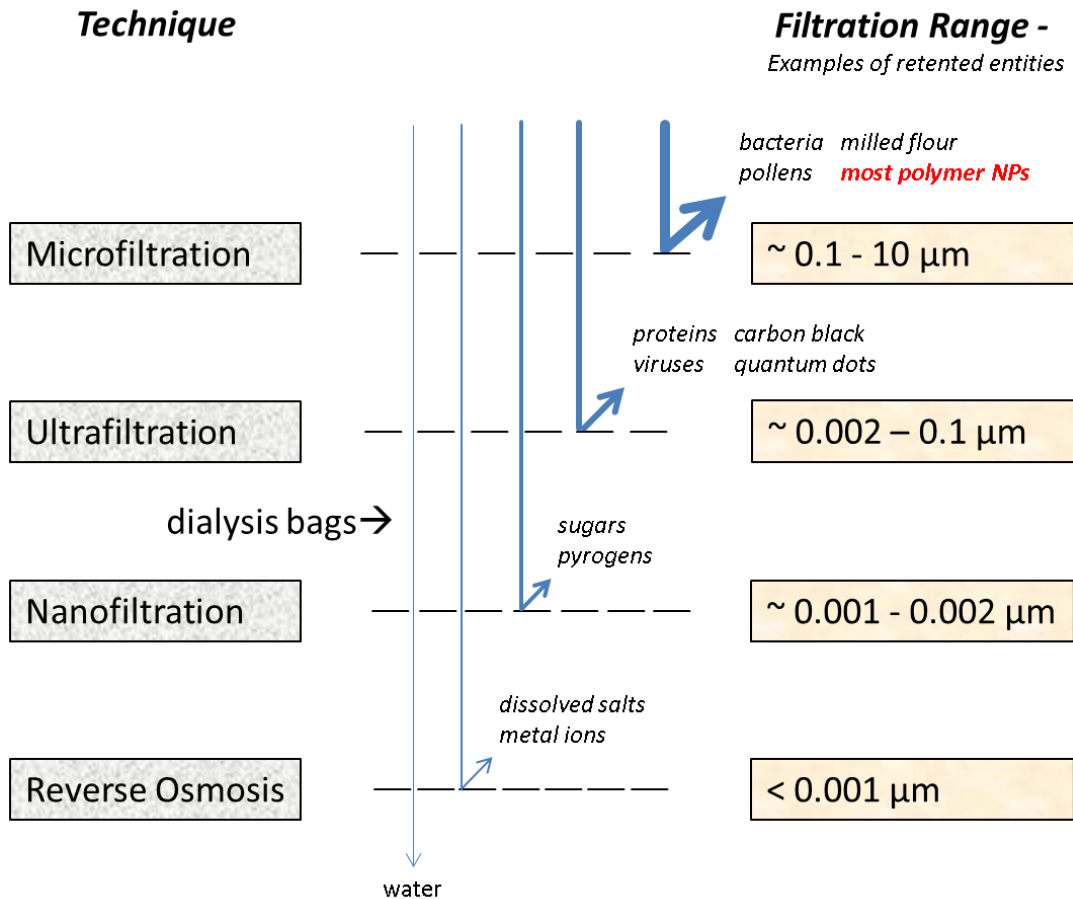 Technique
Filtration Range -
Examples of retented entities
bacteria milled flour
pollens most polymer NPs
Microfiltration
~ 0.1 - 10 µm
proteins carbon black
viruses quantum dots
Ultrafiltration
~ 0.002 – 0.1 µm
dialysis bags→
sugars
pyrogens
Nanofiltration
~ 0.001 - 0.002 µm
dissolved salts
metal ions
Reverse Osmosis
< 0.001 µm
water